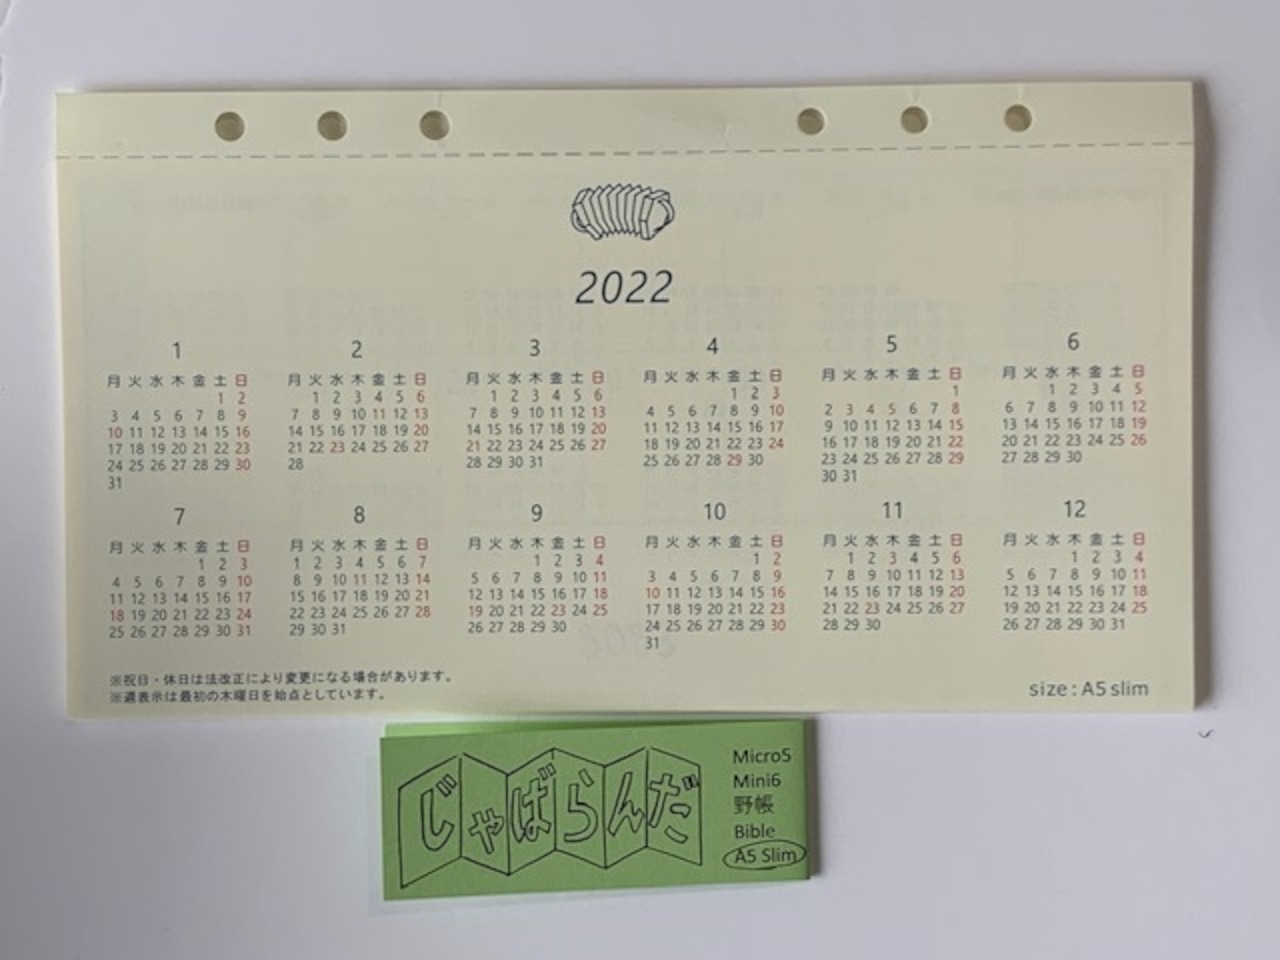 2022
1 2 3 4 5 6
月 火 水 木 金 土 日 月 火 水 木 金 土 日 月 火 水 木 金 土 日 月 火 水 木 金 土 日 月 火 水 木 金 土 日 月 火 水 木 金 土 日
1 2 1 2 3 4 5 6 1 2 3 4 5 6 1 2 3 1 1 2 3 4 5
3 4 5 6 7 8 9 7 8 9 10 11 12 13 7 8 9 10 11 12 13 4 5 6 7 8 9 10 2 3 4 5 6 7 8 6 7 8 9 10 11 12
10 11 12 13 14 15 16 14 15 16 17 18 19 20 14 15 16 17 18 19 20 11 12 13 14 15 16 17 9 10 11 12 13 14 15 13 14 15 16 17 18 19
17 18 19 20 21 22 23 21 22 23 24 25 26 27 21 22 23 24 25 26 27 18 19 20 21 22 23 24 16 17 18 19 20 21 22 20 21 22 23 24 25 26
24 25 26 27 28 29 30 28 28 29 30 31 25 26 27 28 29 30 23 24 25 26 27 28 29 27 28 29 30
31 30 31
7 8 9 10 11 12
月 火 水 木 金 土 日 月 火 水 木 金 土 日 月 火 水 木 金 土 日 月 火 水 木 金 土 日 月 火 水 木 金 土 日 月 火 水 木 金 土 日
1 2 3 1 2 3 4 5 6 7 1 2 3 4 1 2 1 2 3 4 5 6 1 2 3 4
4 5 6 7 8 9 10 8 9 10 11 12 13 14 5 6 7 8 9 10 11 3 4 5 6 7 8 9 7 8 9 10 11 12 13 5 6 7 8 9 10 11
11 12 13 14 15 16 17 15 16 17 18 19 20 21 12 13 14 15 16 17 18 10 11 12 13 14 15 16 14 15 16 17 18 19 20 12 13 14 15 16 17 18
18 19 20 21 22 23 24 22 23 24 25 26 27 28 19 20 21 22 23 24 25 17 18 19 20 21 22 23 21 22 23 24 25 26 27 19 20 21 22 23 24 25
25 26 27 28 29 30 31 29 30 31 26 27 28 29 30 24 25 26 27 28 29 30 28 29 30 26 27 28 29 30 31
31
※祝日・休日は法改正により変更になる場合があります。
※週表示は最初の木曜日を始点としています。
size : A5 slim
じゃばらんだ
Micro5
Mini6
野帳
Bible
A5 Slim